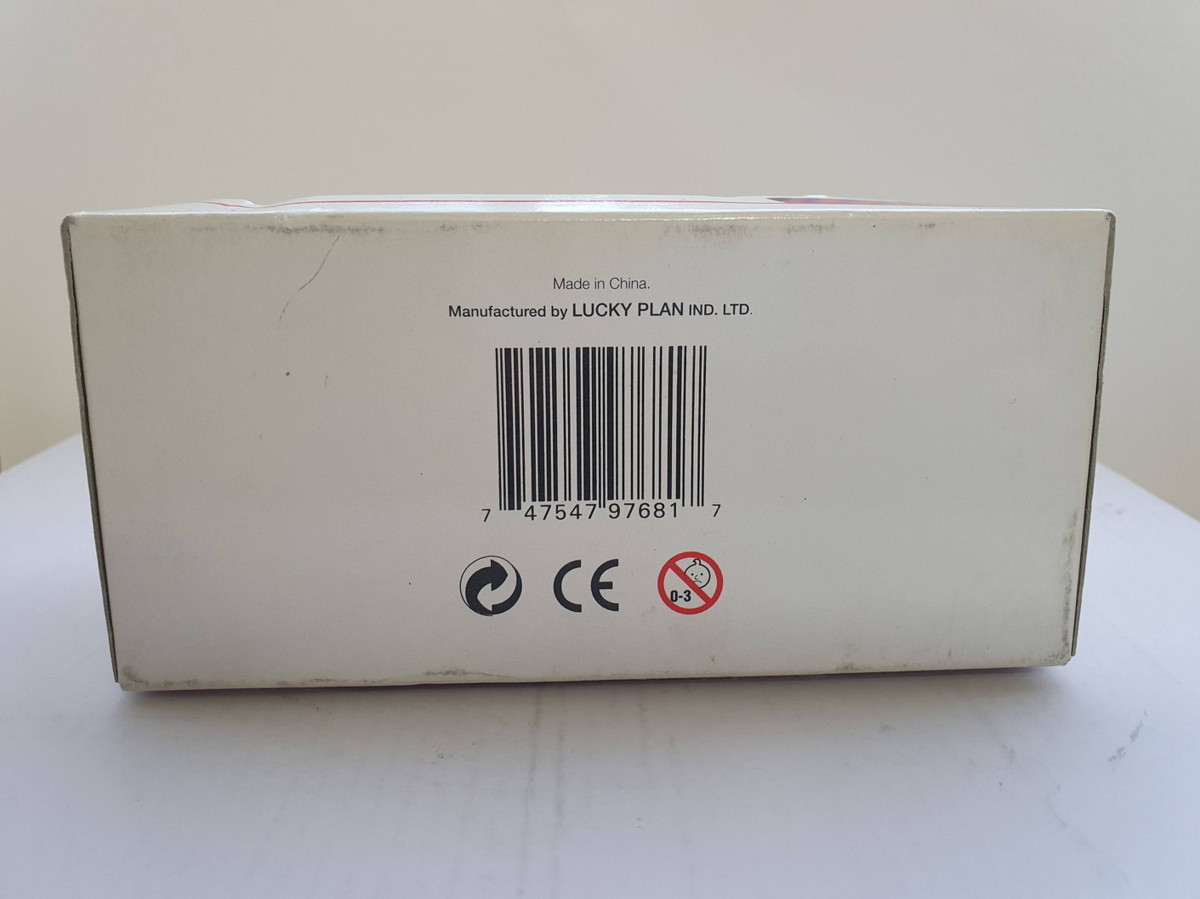 Made in China.
Manufactured by LUCKY PLAN IND. LTD.
7 47547 97681 7
CE
0-3